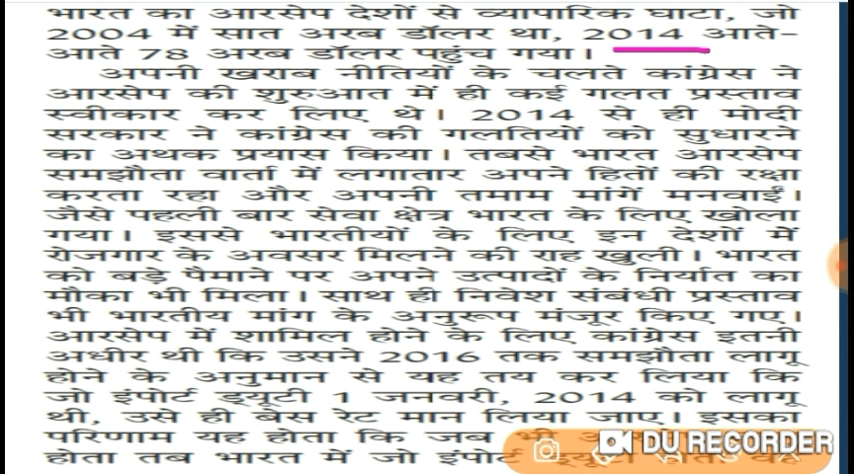 भारत का आरसेप देशों से व्यापारिक घाटा, जो
2004 में सात अरब डॉलर था, 2014 आते-
आते 78 अरब डॉलर पहुंच गया।
अपनी खराब नीतियों के चलते कांग्रेस ने
आरसेप की शुरुआत में ही कई गलत प्रस्ताव
स्वीकार कर लिए थे। 2014 से ही मोदी
सरकार ने कांग्रेस की गलतियों को सुधारने
का अथक प्रयास किया। तबसे भारत आरसेप
समझौता वार्ता में लगातार अपने हितों की रक्षा
करता रहा और अपनी तमाम मांगें मनवाईं।
जैसे पहली बार सेवा क्षेत्र भारत के लिए खोला
गया। इससे भारतीयों के लिए इन देशों में
रोजगार के अवसर मिलने की राह खुली। भारत
को बड़े पैमाने पर अपने उत्पादों के निर्यात का
मौका भी मिला। साथ ही निवेश संबंधी प्रस्ताव
भी भारतीय मांग के अनुरूप मंजूर किए गए।
आरसेप में शामिल होने के लिए कांग्रेस इतनी
अधीर थी कि उसने 2016 तक समझौता लागू
होने के अनुमान से यह तय कर लिया कि
जो इंपोर्ट ड्यूटी 1 जनवरी, 2014 को लागू
थी, उसे ही बेस रेट मान लिया जाए। इसका
परिणाम यह होता कि जब भी
DU RECORDER
होता तब भारत में जो इंपोर्ट